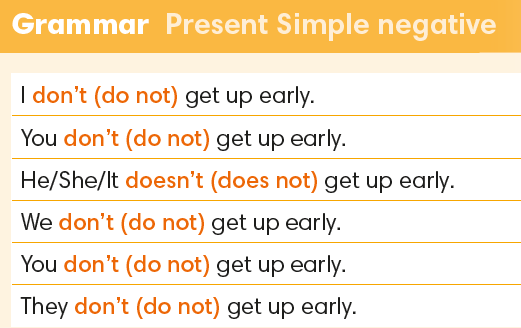 Grammar Present Simple negative
I don't (do not) get up early.
You don't (do not) get up early.
He/She/It doesn't (does not) get up early.
We don't (do not) get up early.
You don't (do not) get up early.
They don't (do not) get up early.